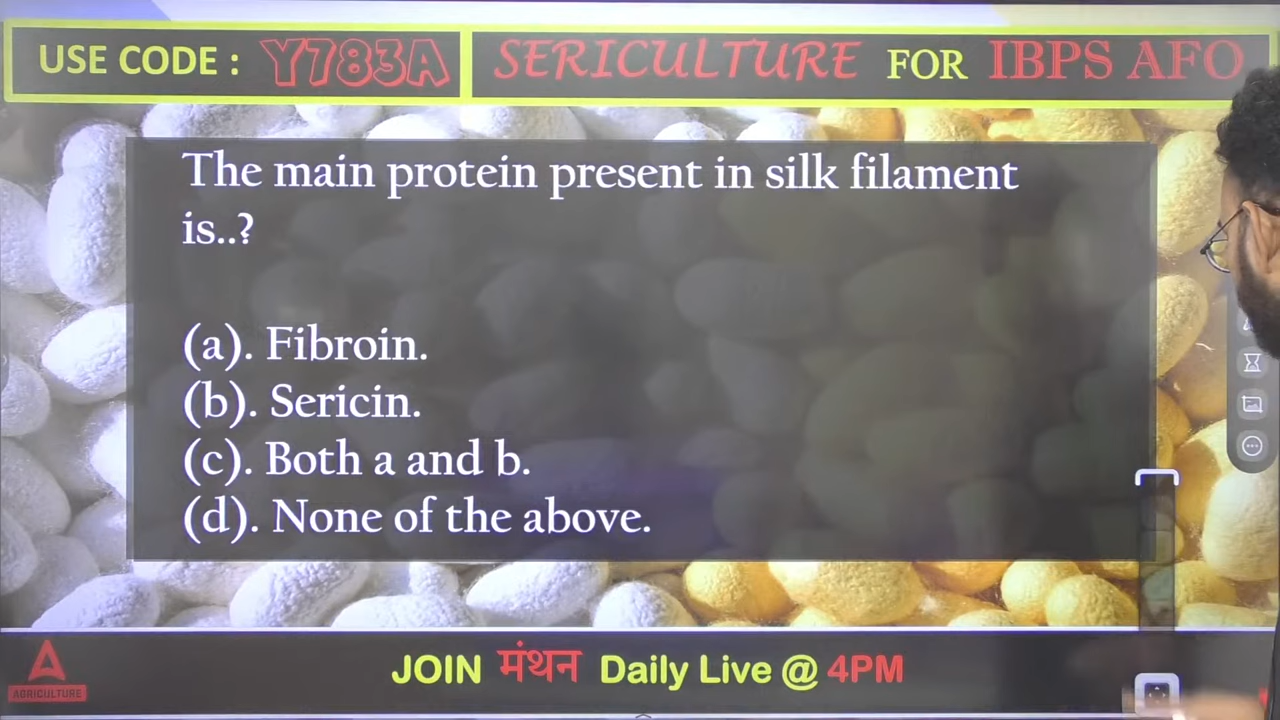 USE CODE : Y783A
SERICULTURE FOR IBPS AFO
The main protein present in silk filament
is..?
(a). Fibroin.
(b). Sericin.
(c). Both a and b.
(d). None of the above.
AGRICULTURE
JOIN मंथन Daily Live @ 4PM